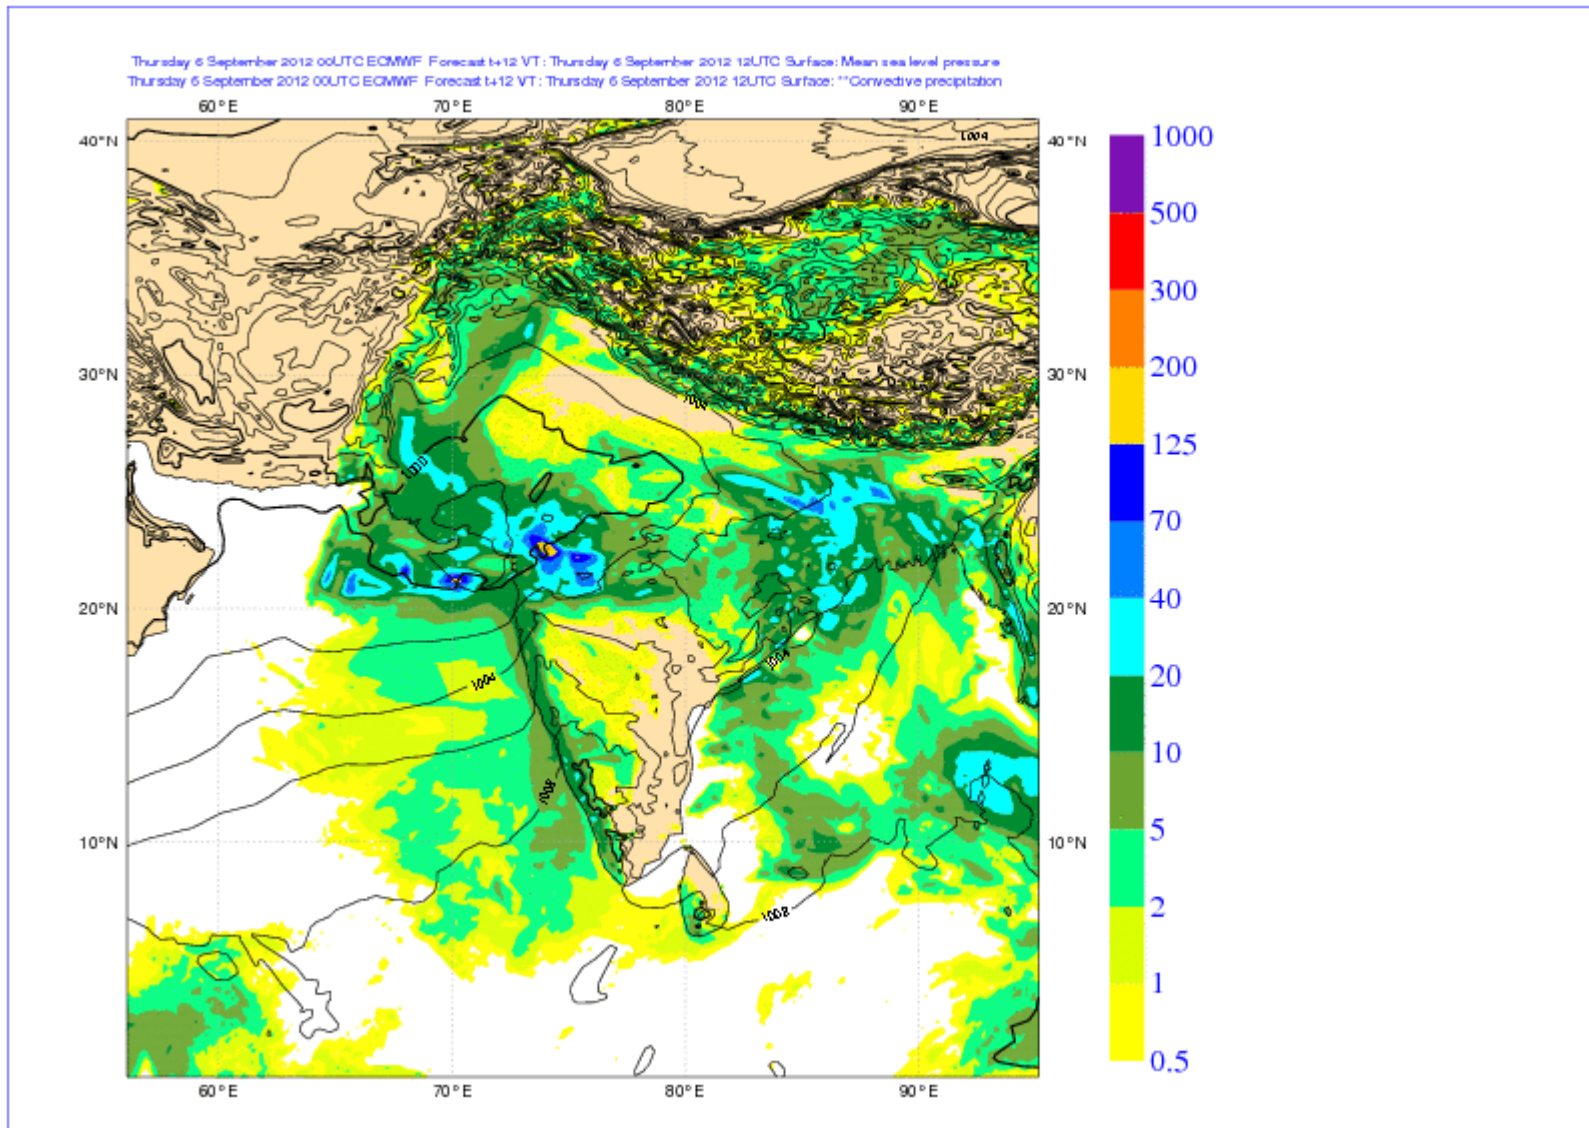 Thursday 6 September 2012 00UTC ECMWF Forecast t+12 VT: Thursday 6 September 2012 12UTC Surface: Mean sea level pressure
Thursday 6 September 2012 00UTC ECMWF Forecast t+12 VT: Thursday 6 September 2012 12UTC Surface: **Convective precipitation
60°E 70°E 80°E 90°E
40°N 1004 40°N 1000
500
300
30°N 30°N 200
1000 125
70
40
20°N 20°N
1004 20
1004
10
1008 5
10°N 10°N
2
1008
1
0.5
60°E 70°E 80°E 90°E